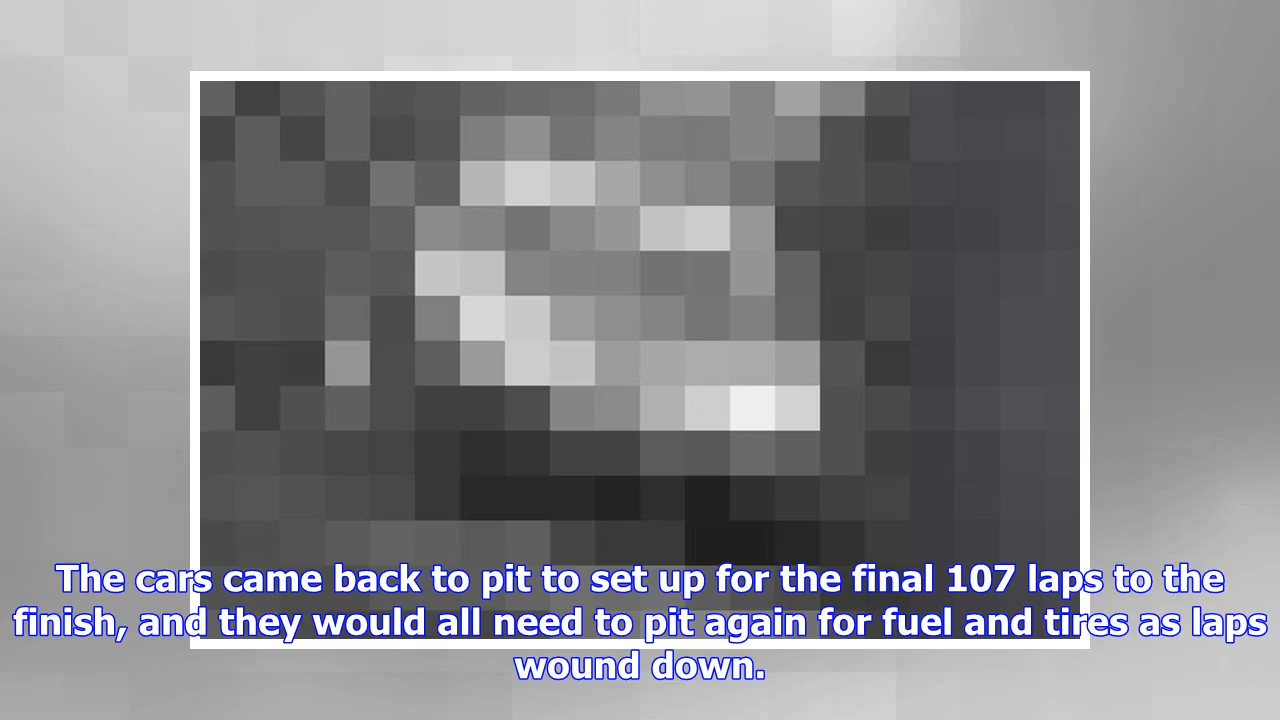 The cars came back to pit to set up for the final 107 laps to the
finish, and they would all need to pit again for fuel and tires as laps
wound down.